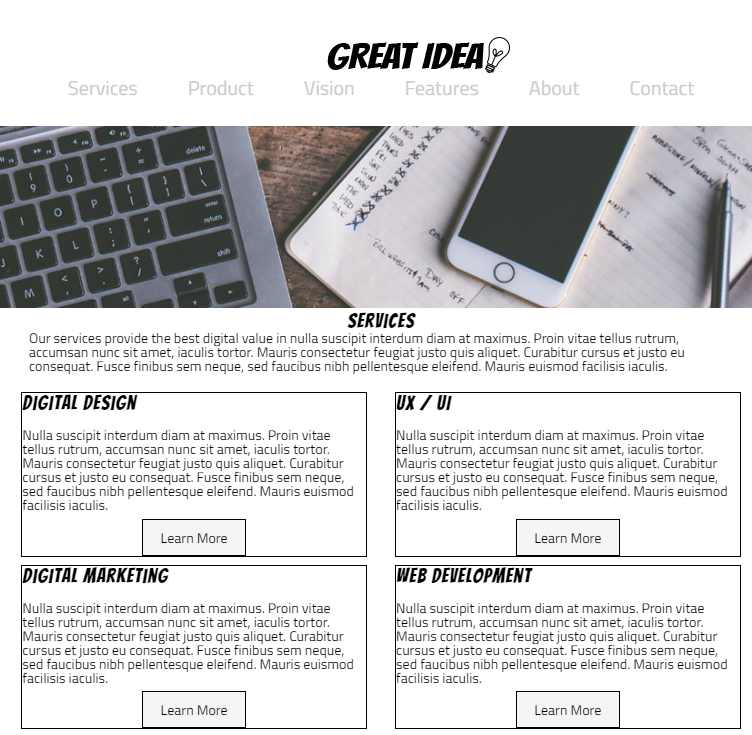 GREAT IDEA
Services Product Vision Features About Contact
delete
return
enter
shift
DAY
OFF
SERVICES
Our services provide the best digital value in nulla suscipit interdum diam at maximus. Proin vitae tellus rutrum,
accumsan nunc sit amet, iaculis tortor. Mauris consectetur feugiat justo quis aliquet. Curabitur cursus et justo eu
consequat. Fusce finibus sem neque, sed faucibus nibh pellentesque eleifend. Mauris euismod facilisis iaculis.
DIGITAL DESIGN
Nulla suscipit interdum diam at maximus. Proin vitae
tellus rutrum, accumsan nunc sit amet, iaculis tortor.
Mauris consectetur feugiat justo quis aliquet. Curabitur
cursus et justo eu consequat. Fusce finibus sem neque,
sed faucibus nibh pellentesque eleifend. Mauris euismod
facilisis iaculis.
Learn More
UX / UI
Nulla suscipit interdum diam at maximus. Proin vitae
tellus rutrum, accumsan nunc sit amet, iaculis tortor.
Mauris consectetur feugiat justo quis aliquet. Curabitur
cursus et justo eu consequat. Fusce finibus sem neque,
sed faucibus nibh pellentesque eleifend. Mauris euismod
facilisis iaculis.
Learn More
DIGITAL MARKETING
Nulla suscipit interdum diam at maximus. Proin vitae
tellus rutrum, accumsan nunc sit amet, iaculis tortor.
Mauris consectetur feugiat justo quis aliquet. Curabitur
cursus et justo eu consequat. Fusce finibus sem neque,
sed faucibus nibh pellentesque eleifend. Mauris euismod
facilisis iaculis.
Learn More
WEB DEVELOPMENT
Nulla suscipit interdum diam at maximus. Proin vitae
tellus rutrum, accumsan nunc sit amet, iaculis tortor.
Mauris consectetur feugiat justo quis aliquet. Curabitur
cursus et justo eu consequat. Fusce finibus sem neque,
sed faucibus nibh pellentesque eleifend. Mauris euismod
facilisis iaculis.
Learn More